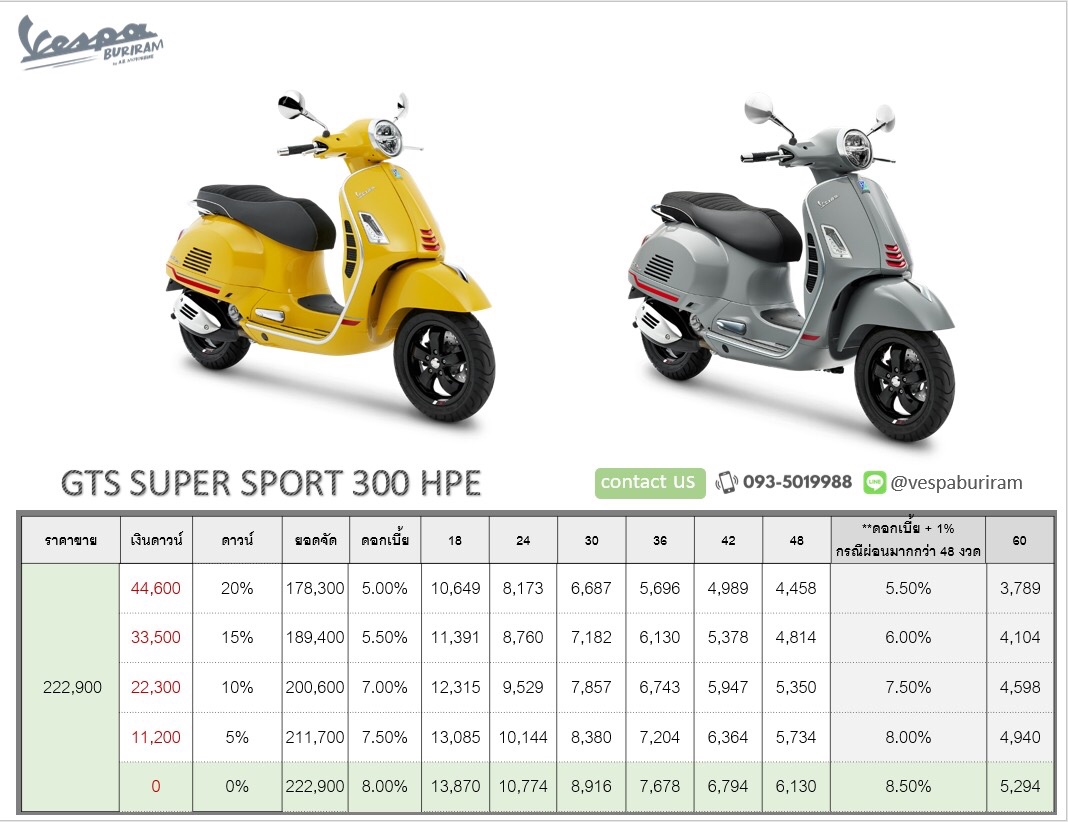 Vespa
BURIRAM
GTS SUPER SPORT 300 HPE
contact us 093-5019988 LINE @vespaburiram
ราคาขาย เงินดาวน์ ดาวน์ ยอดจัด ดอกเบี้ย 18 24 30 36 42 48 **ดอกเบี้ย + 1% กรณีผ่อนมากกว่า 48 งวด 60
44,600 20% 178,300 5.00% 10,649 8,173 6,687 5,696 4,989 4,458 5.50% 3,789
33,500 15% 189,400 5.50% 11,391 8,760 7,182 6,130 5,378 4,814 6.00% 4,104
222,900 22,300 10% 200,600 7.00% 12,315 9,529 7,857 6,743 5,947 5,350 7.50% 4,598
11,200 5% 211,700 7.50% 13,085 10,144 8,380 7,204 6,364 5,734 8.00% 4,940
0 0% 222,900 8.00% 13,870 10,774 8,916 7,678 6,794 6,130 8.50% 5,294